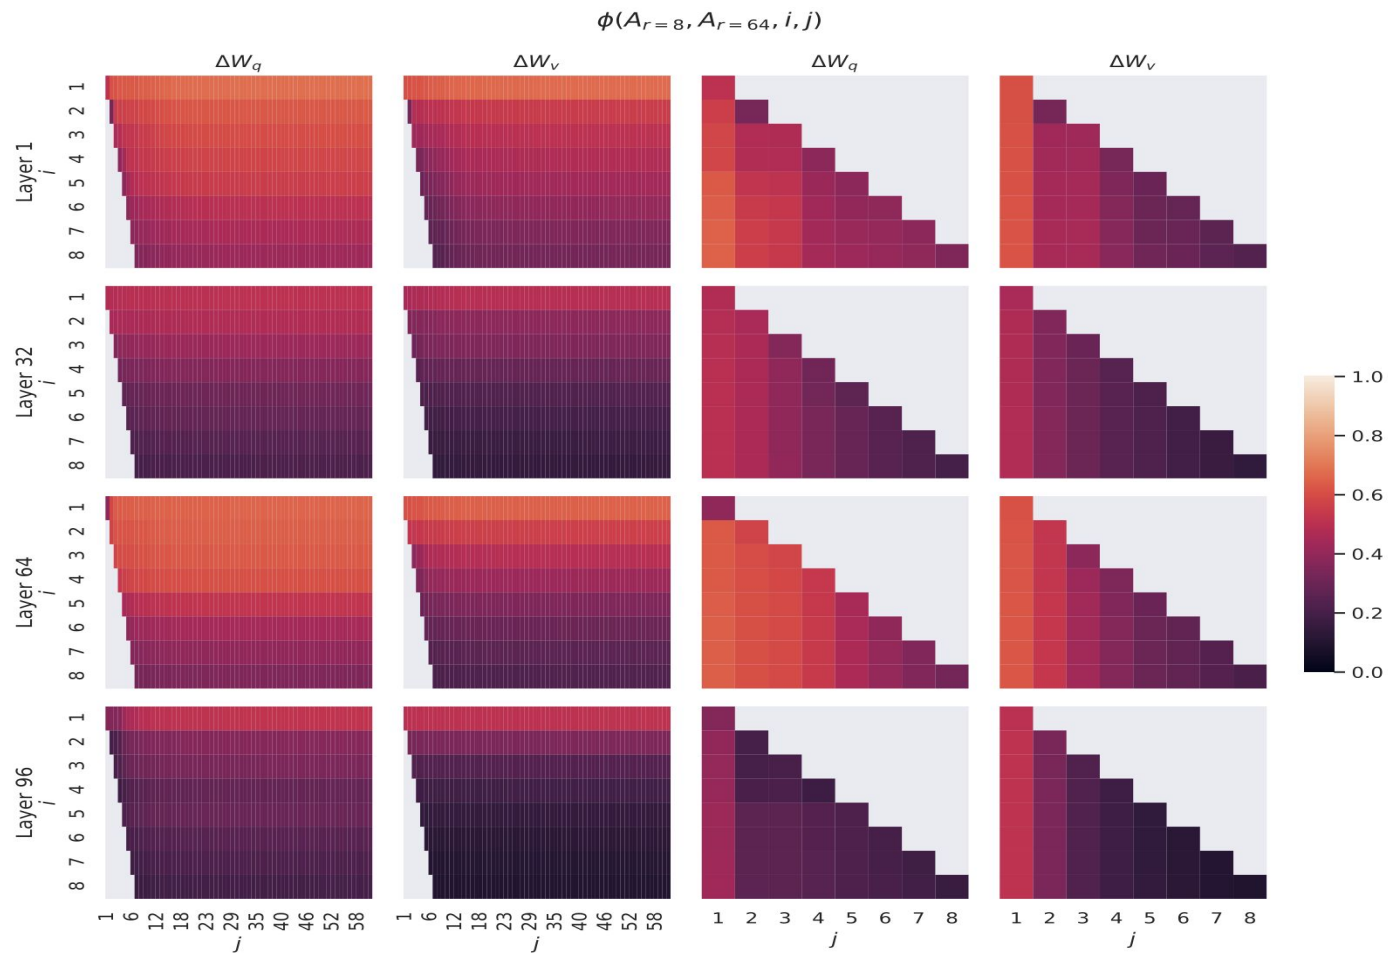 ϕ(A_{r=8}, A_{r=64}, i, j)
ΔW_q ΔW_v ΔW_q ΔW_v
Layer 1
i
1
2
3
4
5
6
7
8
Layer 32
i
1
2
3
4
5
6
7
8
Layer 64
i
1
2
3
4
5
6
7
8
Layer 96
i
1
2
3
4
5
6
7
8
1 6 12 18 23 29 35 40 46 52 58
j
1 6 12 18 23 29 35 40 46 52 58
j
1 2 3 4 5 6 7 8
j
1 2 3 4 5 6 7 8
j
1.0
0.8
0.6
0.4
0.2
0.0